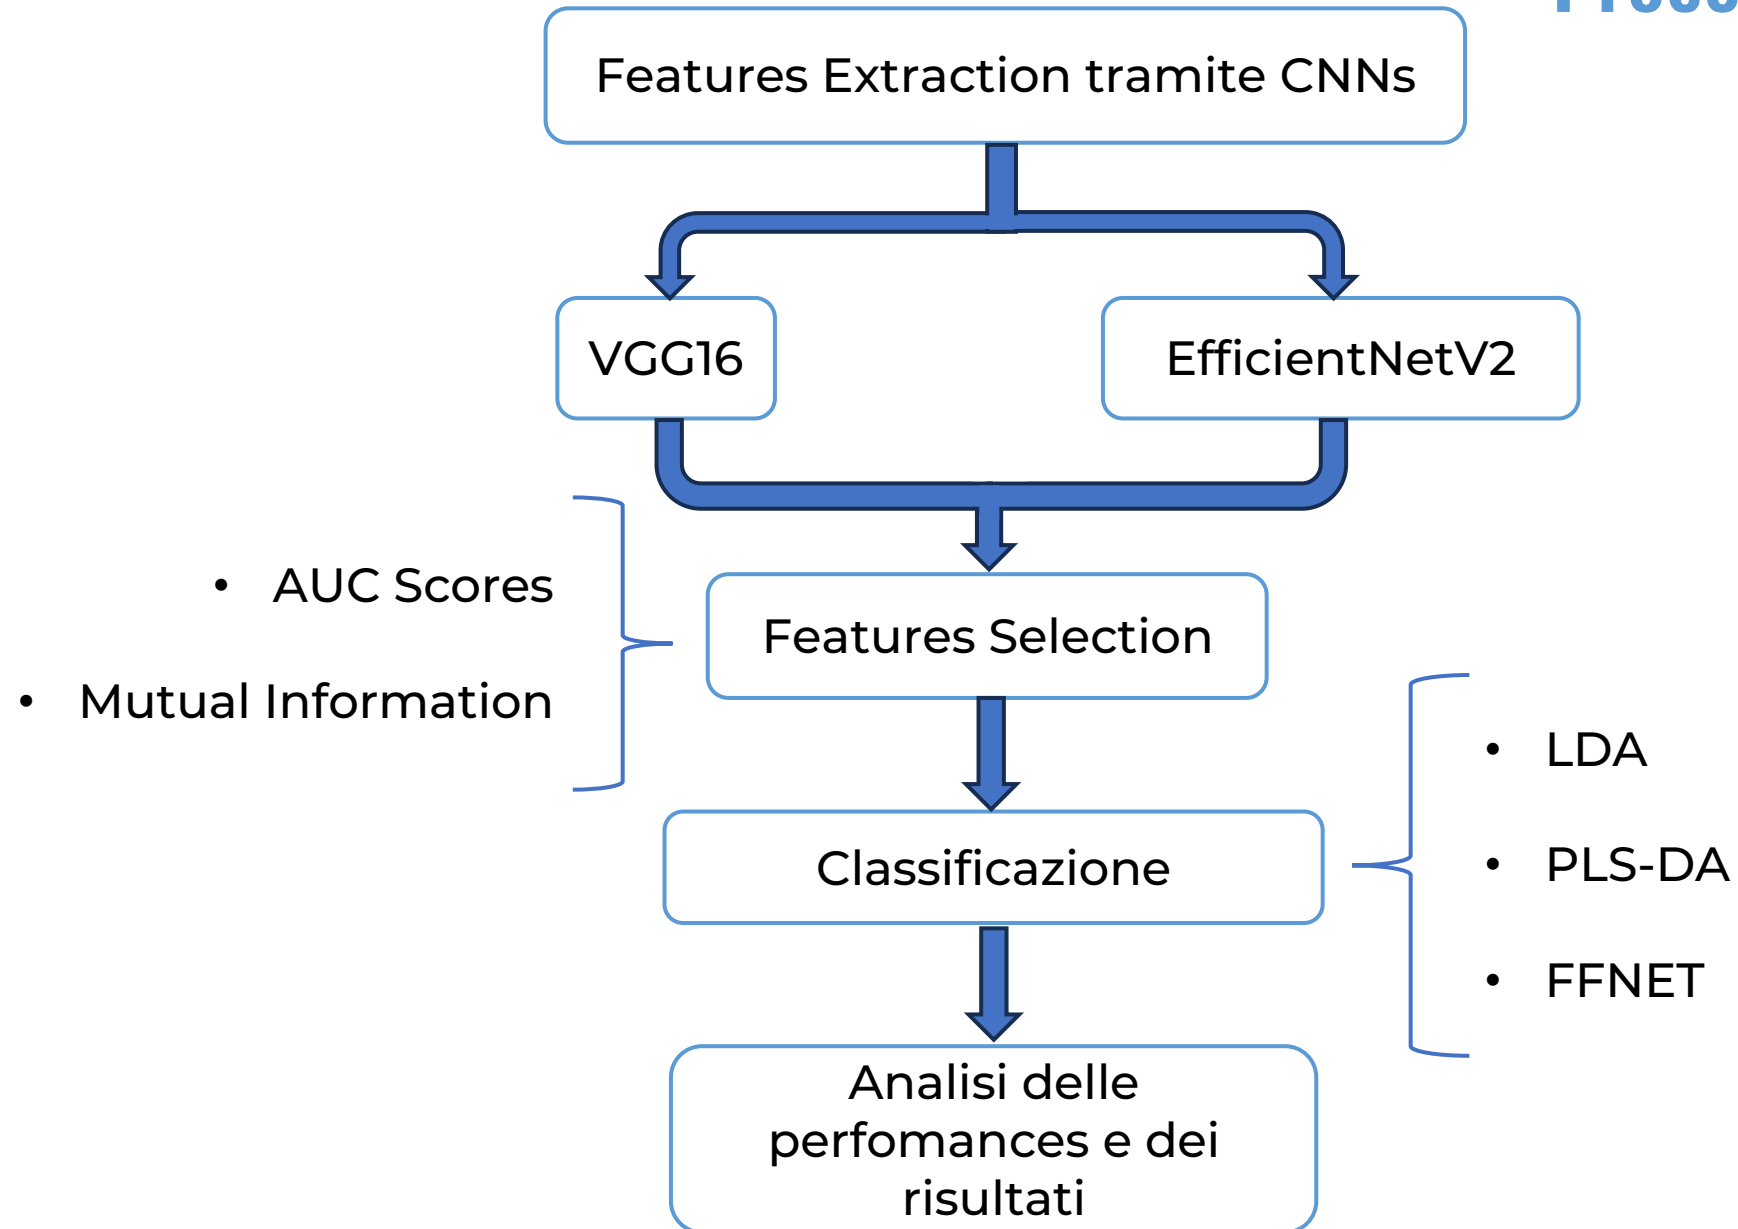 Features Extraction tramite CNNs
VGG16
EfficientNetV2
• AUC Scores
• Mutual Information
Features Selection
Classificazione
• LDA
• PLS-DA
• FFNET
Analisi delle
perfomances e dei
risultati